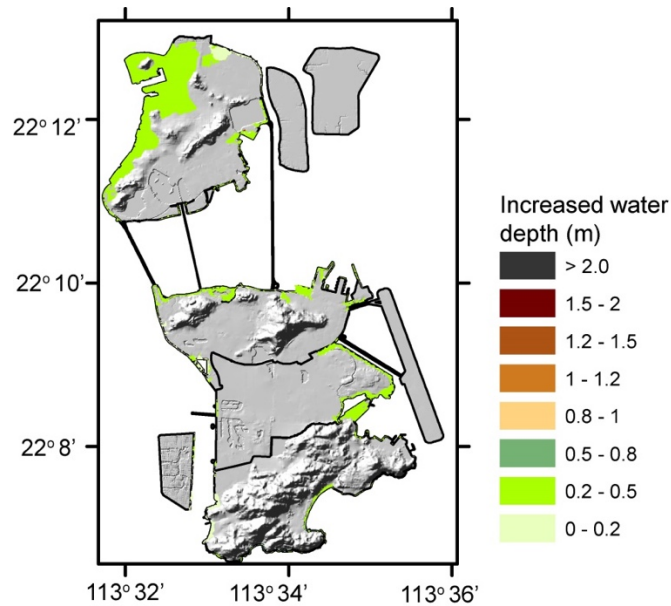 22° 12’
22° 10’
22° 8’
113° 32’
113° 34’
113° 36’
Increased water
depth (m)
> 2.0
1.5 - 2
1.2 - 1.5
1 - 1.2
0.8 - 1
0.5 - 0.8
0.2 - 0.5
0 - 0.2